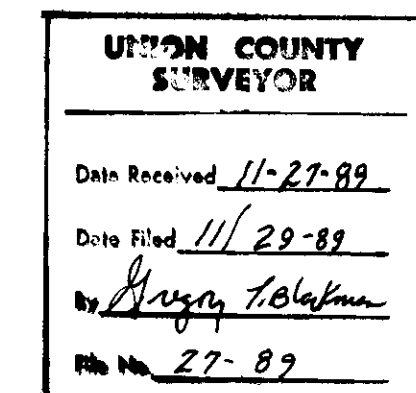 UNION COUNTY
SURVEYOR
Date Received 11-27-89
Date Filed 11/29-89
By Gregory T. Blackman
File No. 27-89